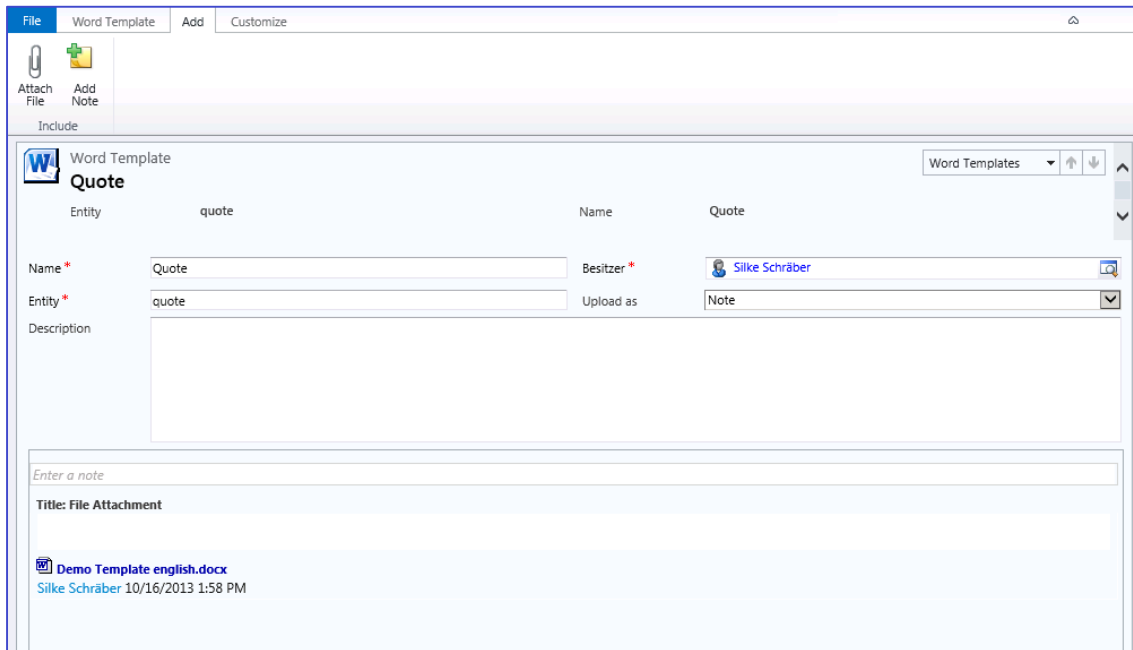 File Word Template Add Customize
Attach File
Add Note
Include
Word Template
Quote
Word Templates
Entity quote Name Quote
Name * Quote Besitzer * Silke Schräber
Entity * quote Upload as Note
Description
Enter a note
Title: File Attachment
Demo Template english.docx
Silke Schräber 10/16/2013 1:58 PM